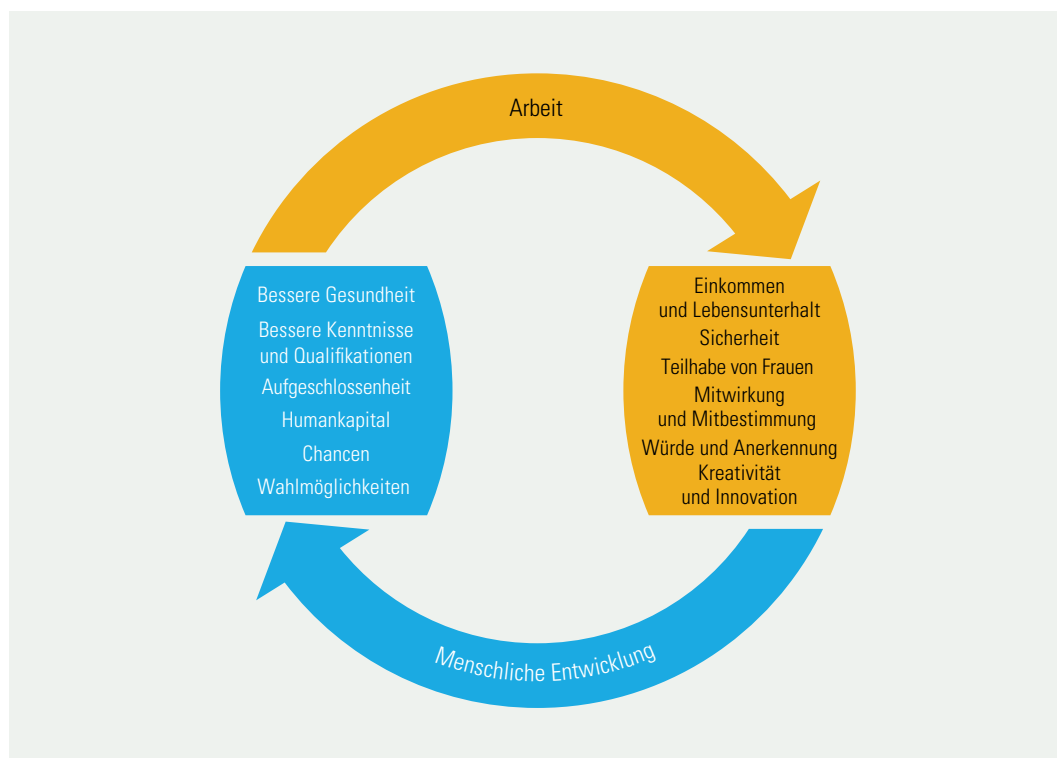 Arbeit
Bessere Gesundheit
Bessere Kenntnisse
und Qualifikationen
Aufgeschlossenheit
Humankapital
Chancen
Wahlmöglichkeiten
Einkommen
und Lebensunterhalt
Sicherheit
Teilhabe von Frauen
Mitwirkung
und Mitbestimmung
Würde und Anerkennung
Kreativität
und Innovation
Menschliche Entwicklung